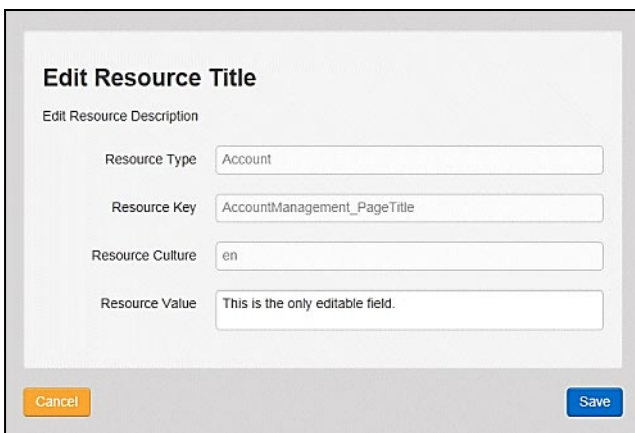 Edit Resource Title
Edit Resource Description
Resource Type Account
Resource Key AccountManagement_PageTitle
Resource Culture en
Resource Value This is the only editable field.
Cancel Save